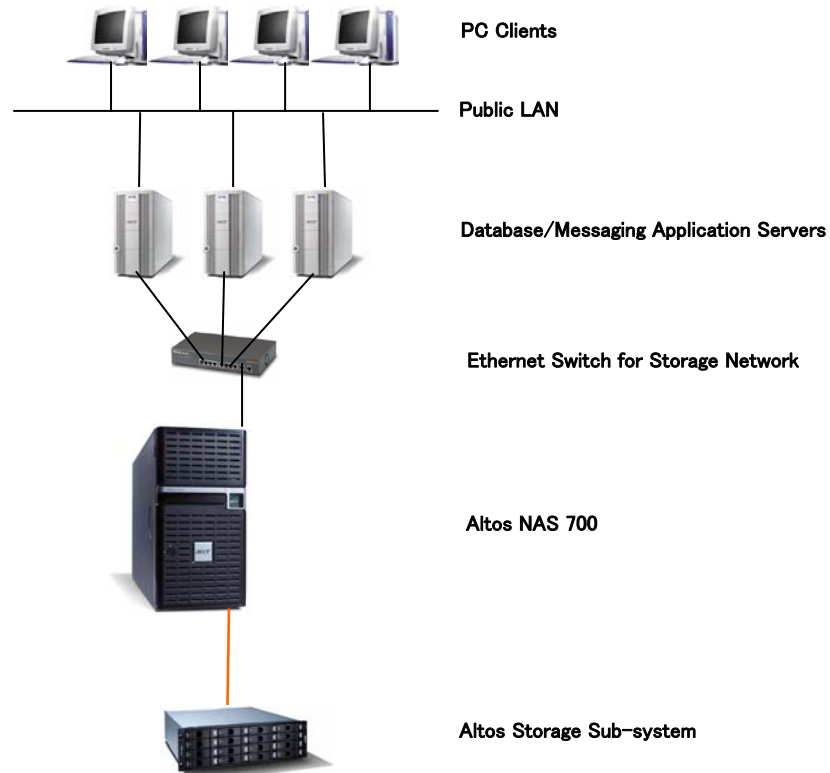 PC Clients
Public LAN
Database/Messaging Application Servers
Ethernet Switch for Storage Network
Altos NAS 700
acer
Altos Storage Sub-system